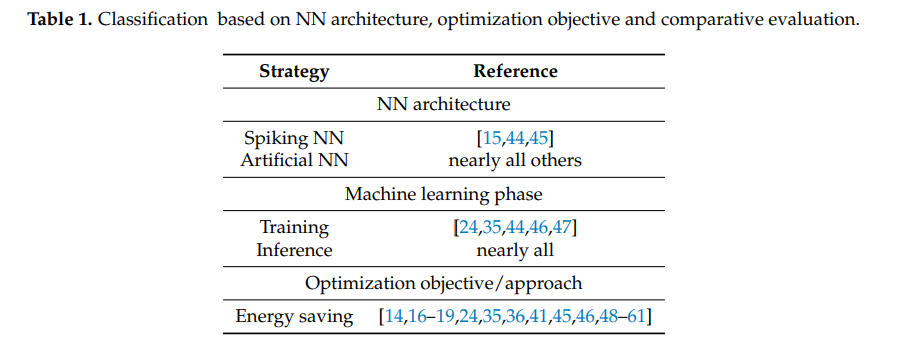 Table 1. Classification based on NN architecture, optimization objective and comparative evaluation.
Strategy Reference
NN architecture
Spiking NN [15,44,45]
Artificial NN nearly all others
Machine learning phase
Training [24,35,44,46,47]
Inference nearly all
Optimization objective/approach
Energy saving [14,16–19,24,35,36,41,45,46,48–61]